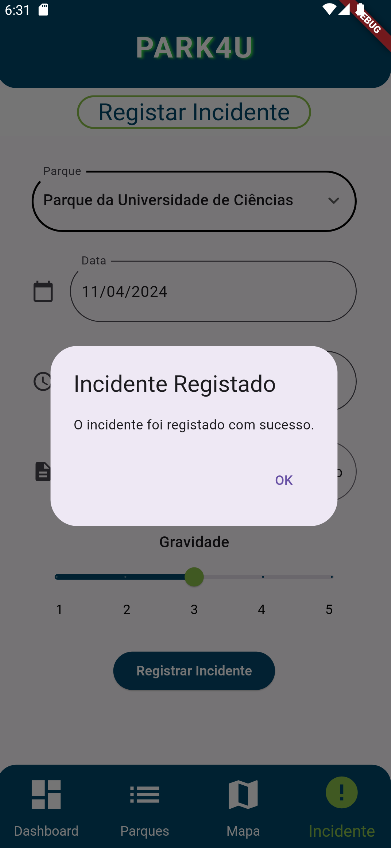 6:31
DEBUG
PARK4U
Registar Incidente
Parque
Parque da Universidade de Ciências
Data
11/04/2024
Incidente Registado
O incidente foi registado com sucesso.
o
OK
Gravidade
1 2 3 4 5
Registrar Incidente
Dashboard Parques Mapa Incidente